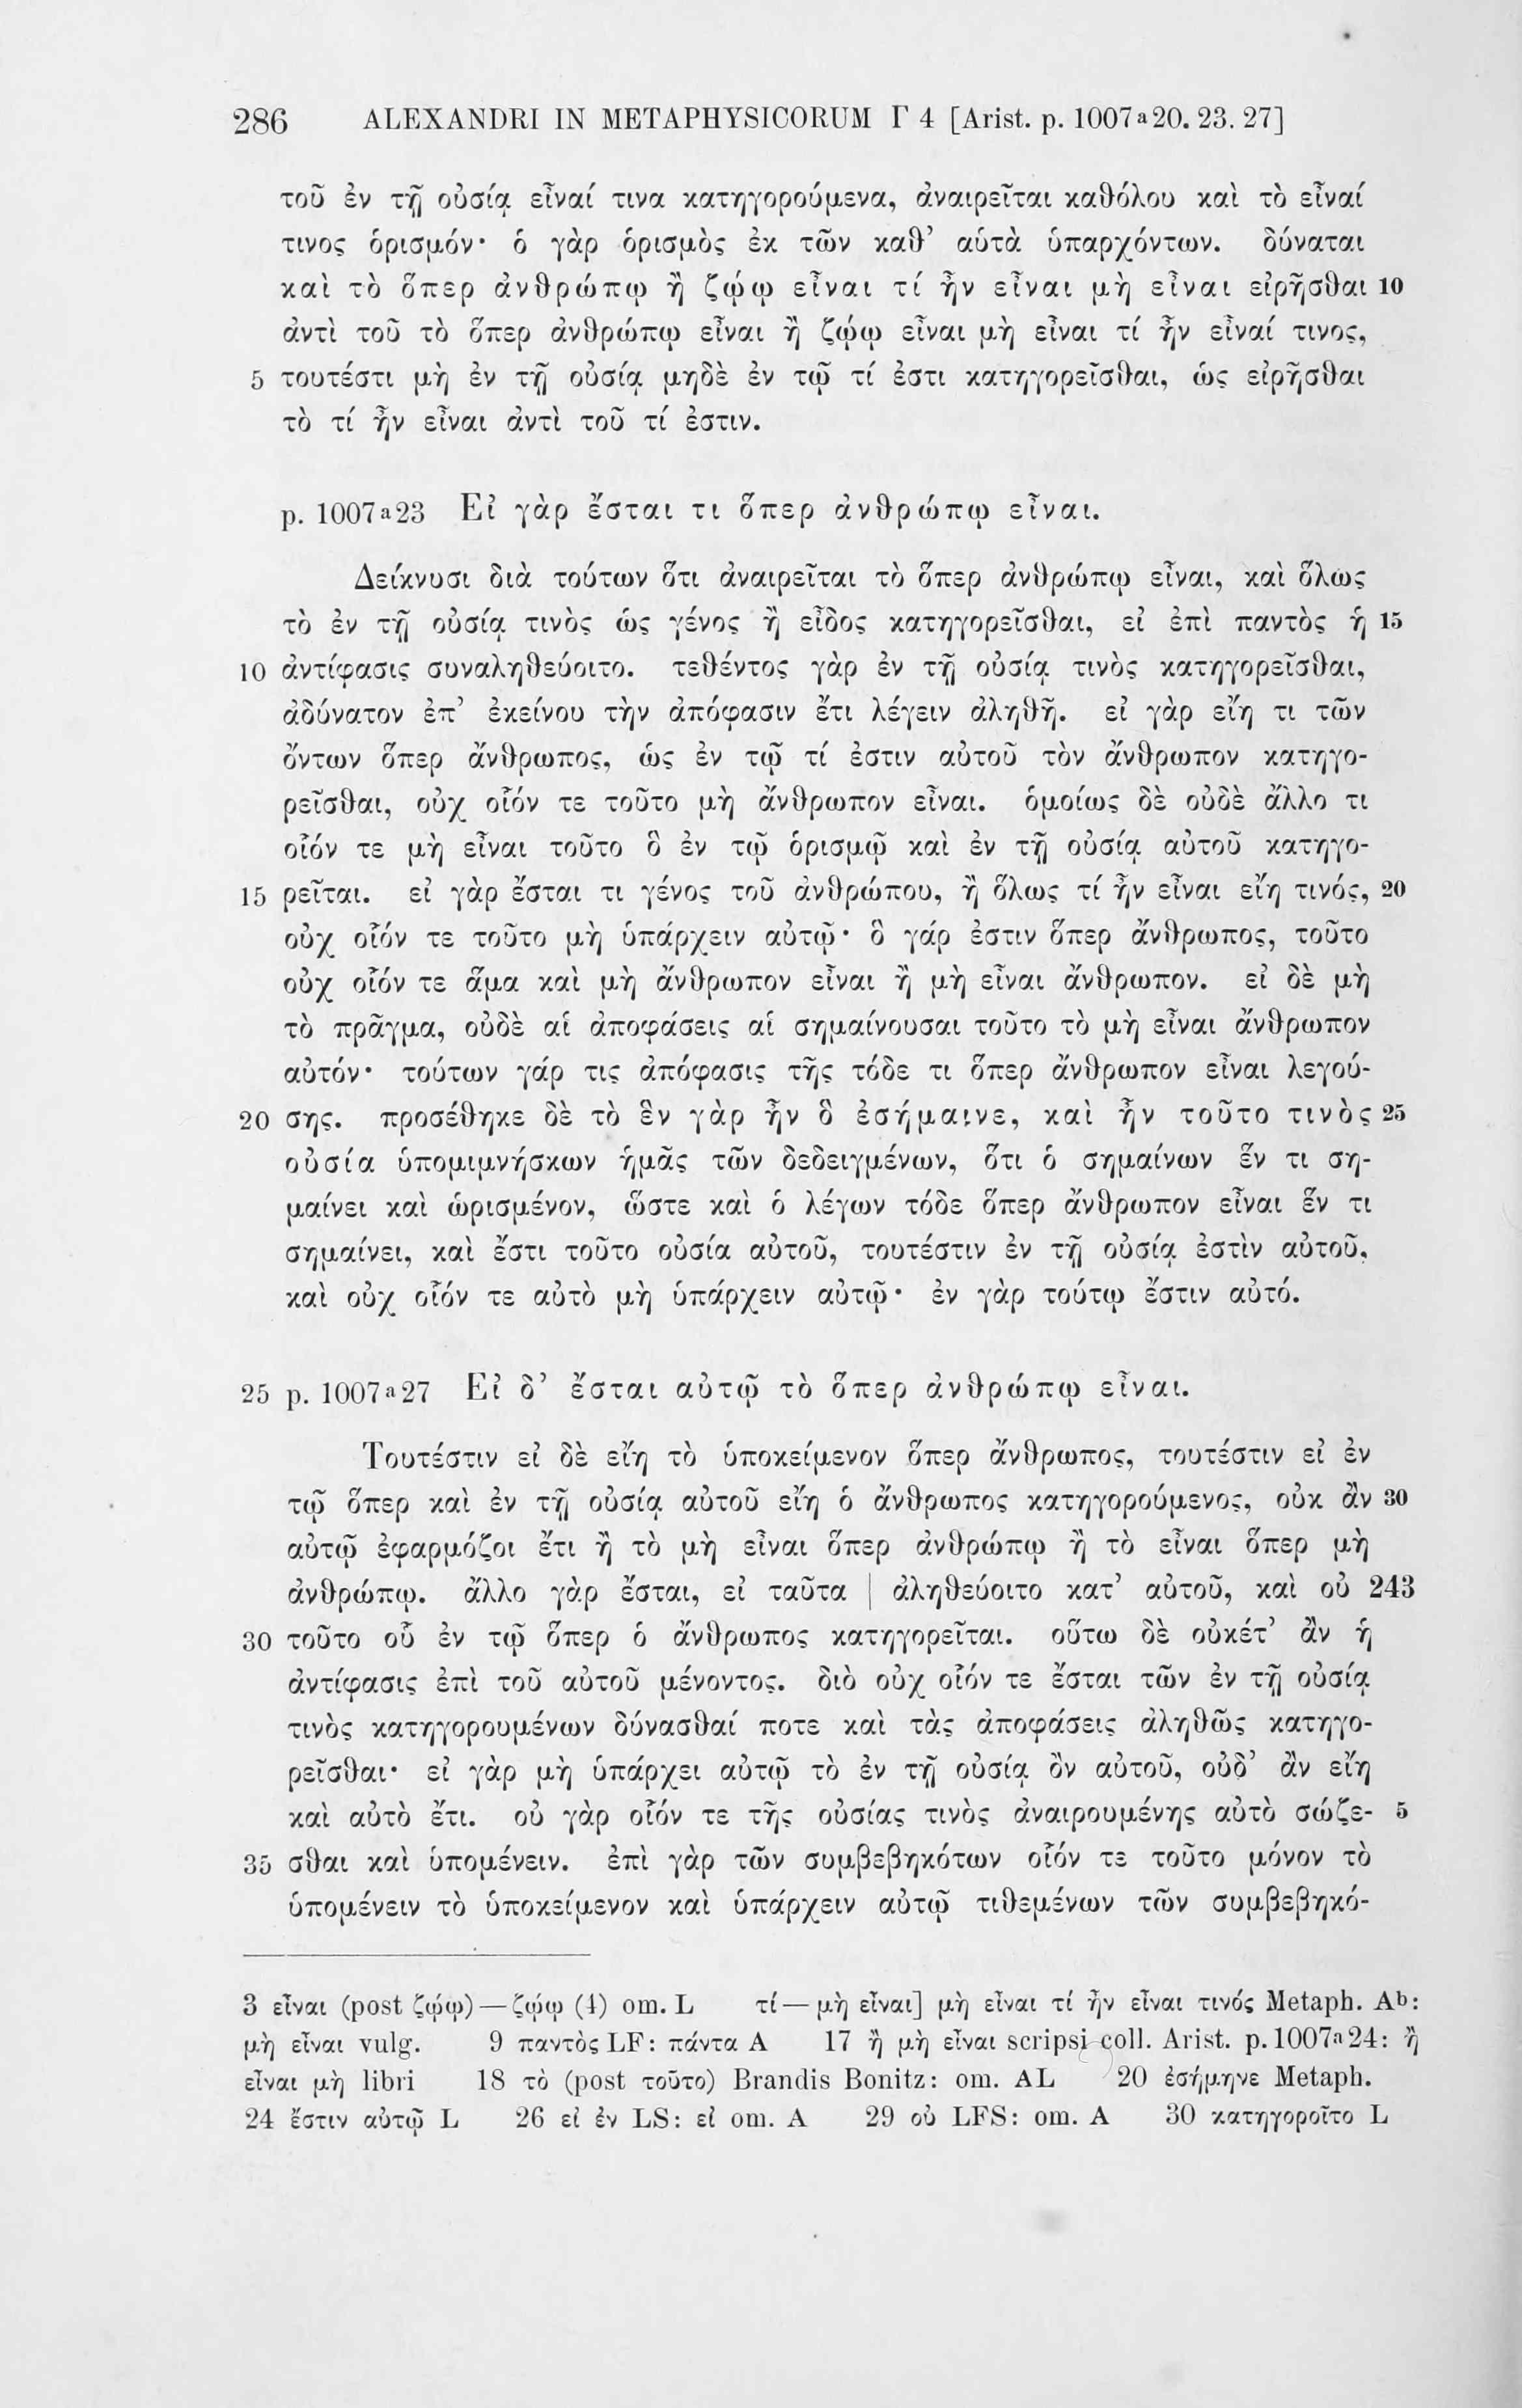 286 ALEXANDRI IN METAPHYSICORUM Γ 4 [Arist. p. 1007a20. 23. 27]
τοῦ ἐν τῇ οὐσίᾳ εἶναί τινα κατηγορούμενα, ἀναιρεῖται καθόλου καὶ τὸ εἶναί
τινος ὁρισμόν· ὁ γὰρ ὁρισμὸς ἐκ τῶν καθ’ αὑτὰ ὑπαρχόντων. δύναται
καὶ τὸ ὅπερ ἀνθρώπῳ ἢ ζῴῳ εἶναι τί ἦν εἶναι μὴ εἶναι εἰρῆσθαι 10
ἀντὶ τοῦ τὸ ὅπερ ἀνθρώπῳ εἶναι ἢ ζῴῳ εἶναι μὴ εἶναι τί ἦν εἶναί τινος,
5 τουτέστι μὴ ἐν τῇ οὐσίᾳ μηδὲ ἐν τῷ τί ἐστι κατηγορεῖσθαι, ὡς εἰρῆσθαι
τὸ τί ἦν εἶναι ἀντὶ τοῦ τί ἐστιν.
p. 1007a23 Εἰ γὰρ ἔσται τι ὅπερ ἀνθρώπῳ εἶναι.
Δείκνυσι διὰ τούτων ὅτι ἀναιρεῖται τὸ ὅπερ ἀνθρώπῳ εἶναι, καὶ ὅλως
τὸ ἐν τῇ οὐσίᾳ τινὸς ὡς γένος ἢ εἶδος κατηγορεῖσθαι, εἰ ἐπὶ παντὸς ἡ 15
10 ἀντίφασις συναληθεύοιτο. τεθέντος γὰρ ἐν τῇ οὐσίᾳ τινὸς κατηγορεῖσθαι,
ἀδύνατον ἐπ’ ἐκείνου τὴν ἀπόφασιν ἔτι λέγειν ἀληθῆ. εἰ γὰρ εἴη τι τῶν
ὄντων ὅπερ ἄνθρωπος, ὡς ἐν τῷ τί ἐστιν αὐτοῦ τὸν ἄνθρωπον κατηγο-
ρεῖσθαι, οὐχ οἷόν τε τοῦτο μὴ ἄνθρωπον εἶναι. ὁμοίως δὲ οὐδὲ ἄλλο τι
οἷόν τε μὴ εἶναι τοῦτο ὃ ἐν τῷ ὁρισμῷ καὶ ἐν τῇ οὐσίᾳ αὐτοῦ κατηγο-
15 ρεῖται. εἰ γὰρ ἔσται τι γένος τοῦ ἀνθρώπου, ἢ ὅλως τί ἦν εἶναι εἴη τινός, 20
οὐχ οἷόν τε τοῦτο μὴ ὑπάρχειν αὐτῷ· ὃ γάρ ἐστιν ὅπερ ἄνθρωπος, τοῦτο
οὐχ οἷόν τε ἅμα καὶ μὴ ἄνθρωπον εἶναι ἢ μὴ εἶναι ἄνθρωπον. εἰ δὲ μὴ
τὸ πρᾶγμα, οὐδὲ αἱ ἀποφάσεις αἱ σημαίνουσαι τοῦτο τὸ μὴ εἶναι ἄνθρωπον
αὐτόν· τούτων γάρ τις ἀπόφασις τῆς τόδε τι ὅπερ ἄνθρωπον εἶναι λεγού-
20 σης. προσέθηκε δὲ τὸ ἓν γὰρ ἦν ὃ ἐσήμαινε, καὶ ἦν τοῦτο τινὸς 25
οὐσία ὑπομιμνήσκων ἡμᾶς τῶν δεδειγμένων, ὅτι ὁ σημαίνων ἕν τι ση-
μαίνει καὶ ὡρισμένον, ὥστε καὶ ὁ λέγων τόδε ὅπερ ἄνθρωπον εἶναι ἕν τι
σημαίνει, καὶ ἔστι τοῦτο οὐσία αὐτοῦ, τουτέστιν ἐν τῇ οὐσίᾳ ἐστὶν αὐτοῦ,
καὶ οὐχ οἷόν τε αὐτὸ μὴ ὑπάρχειν αὐτῷ· ἐν γὰρ τούτῳ ἔστιν αὐτό.
25 p. 1007a27 Εἰ δ’ ἔσται αὐτῷ τὸ ὅπερ ἀνθρώπῳ εἶναι.
Τουτέστιν εἰ δὲ εἴη τὸ ὑποκείμενον ὅπερ ἄνθρωπος, τουτέστιν εἰ ἐν
τῷ ὅπερ καὶ ἐν τῇ οὐσίᾳ αὐτοῦ εἴη ὁ ἄνθρωπος κατηγορούμενος, οὐκ ἂν 30
αὐτῷ ἐφαρμόζοι ἔτι ἢ τὸ μὴ εἶναι ὅπερ ἀνθρώπῳ ἢ τὸ εἶναι ὅπερ μὴ
ἀνθρώπῳ. ἄλλο γὰρ ἔσται, εἰ ταῦτα | ἀληθεύοιτο κατ’ αὐτοῦ, καὶ οὐ 243
30 τοῦτο οὗ ἐν τῷ ὅπερ ὁ ἄνθρωπος κατηγορεῖται. οὕτω δὲ οὐκέτ’ ἂν ἡ
ἀντίφασις ἐπὶ τοῦ αὐτοῦ μένοντος. διὸ οὐχ οἷόν τε ἔσται τῶν ἐν τῇ οὐσίᾳ
τινὸς κατηγορουμένων δύνασθαί ποτε καὶ τὰς ἀποφάσεις ἀληθῶς κατηγο-
ρεῖσθαι· εἰ γὰρ μὴ ὑπάρχει αὐτῷ τὸ ἐν τῇ οὐσίᾳ ὂν αὐτοῦ, οὐδ’ ἂν εἴη
καὶ αὐτὸ ἔτι. οὐ γὰρ οἷόν τε τῆς οὐσίας τινὸς ἀναιρουμένης αὐτὸ σώζε- 5
35 σθαι καὶ ὑπομένειν. ἐπὶ γὰρ τῶν συμβεβηκότων οἷόν τε τοῦτο μόνον τὸ
ὑπομένειν τὸ ὑποκείμενον καὶ ὑπάρχειν αὐτῷ τιθεμένων τῶν συμβεβηκό-
3 εἶναι (post ζῴῳ) — ζῴῳ (4) om. L τί — μὴ εἶναι] μὴ εἶναι τί ἦν εἶναι τινός Metaph. Ab:
μὴ εἶναι vulg. 9 παντὸς LF: πάντα A 17 ἢ μὴ εἶναι scripsi coll. Arist. p. 1007a24: ἢ
εἶναι μὴ libri 18 τὸ (post τοῦτο) Brandis Bonitz: om. AL 20 ἐσήμηνε Metaph.
24 ἔστιν αὐτῷ L 26 εἰ ἐν LS: εἰ om. A 29 οὐ LFS: om. A 30 κατηγοροῖτο L